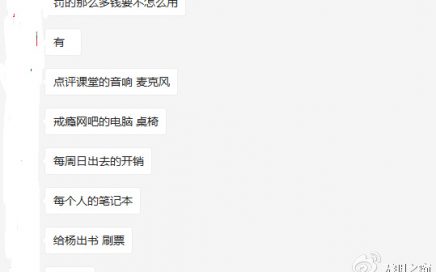 罚的那么多钱要不怎么用
有
点评课堂的音响 麦克风
戒瘾网吧的电脑 桌椅
每周日出去的开销
每个人的笔记本
给杨出书 刷票